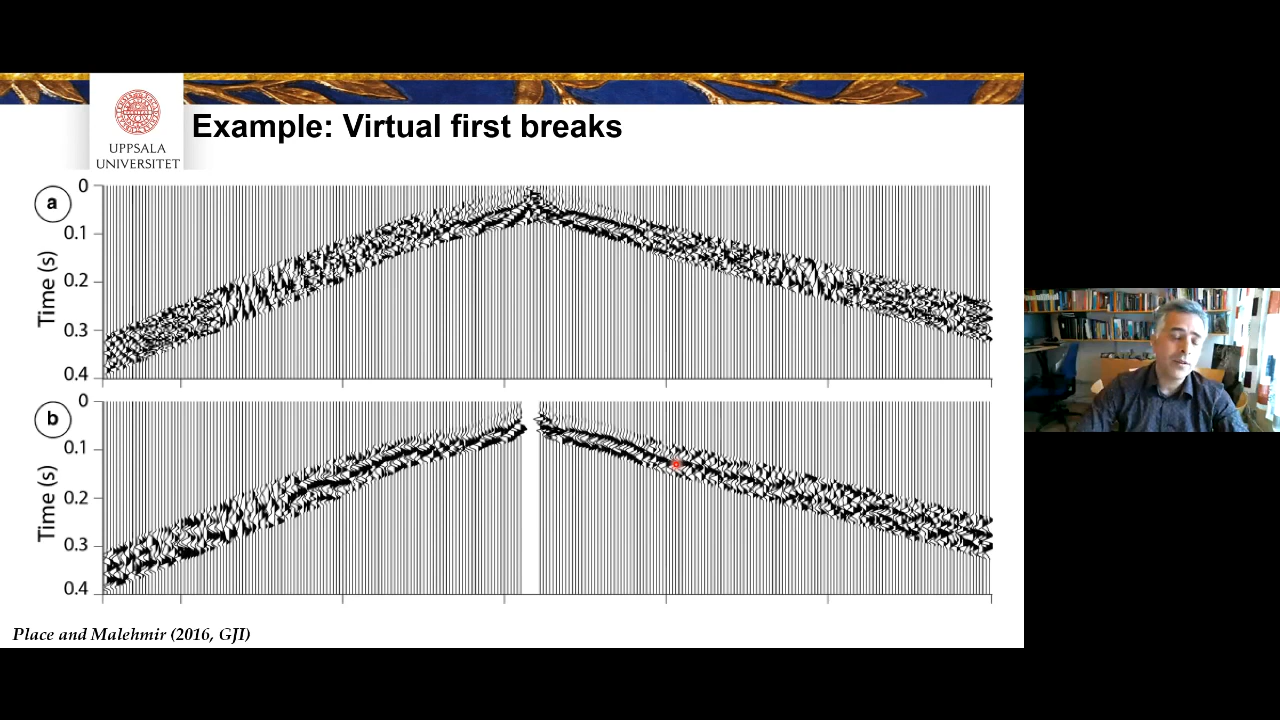 UPPSALA
UNIVERSITET
Example: Virtual first breaks
a
Time (s)
0
0.1
0.2
0.3
0.4
b
Time (s)
0
0.1
0.2
0.3
0.4
Place and Malehmir (2016, GJI)